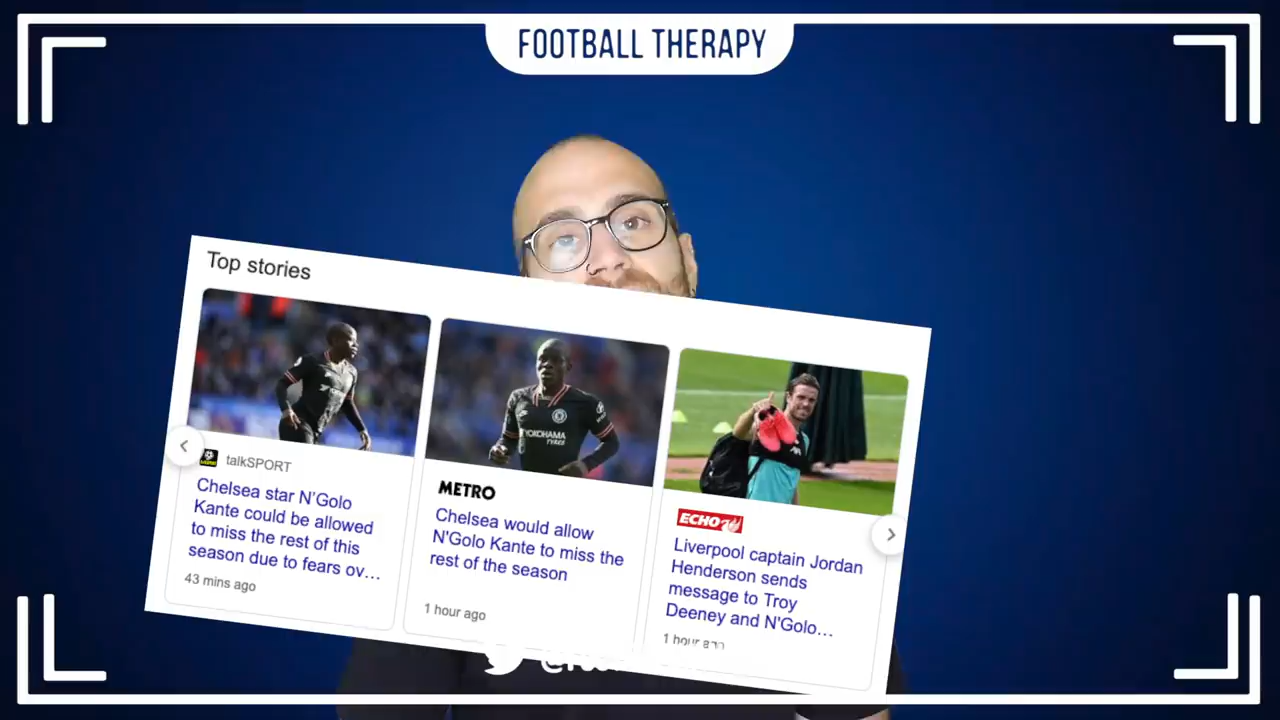 FOOTBALL THERAPY
Top stories
talkSPORT
Chelsea star N'Golo
Kante could be allowed
to miss the rest of this
season due to fears ov…
43 mins ago
METRO
Chelsea would allow
N'Golo Kante to miss the
rest of the season
1 hour ago
ECHO
Liverpool captain Jordan
Henderson sends
message to Troy
Deeney and N'Golo…
1 hour ago
YOKOHAMA
TYRES